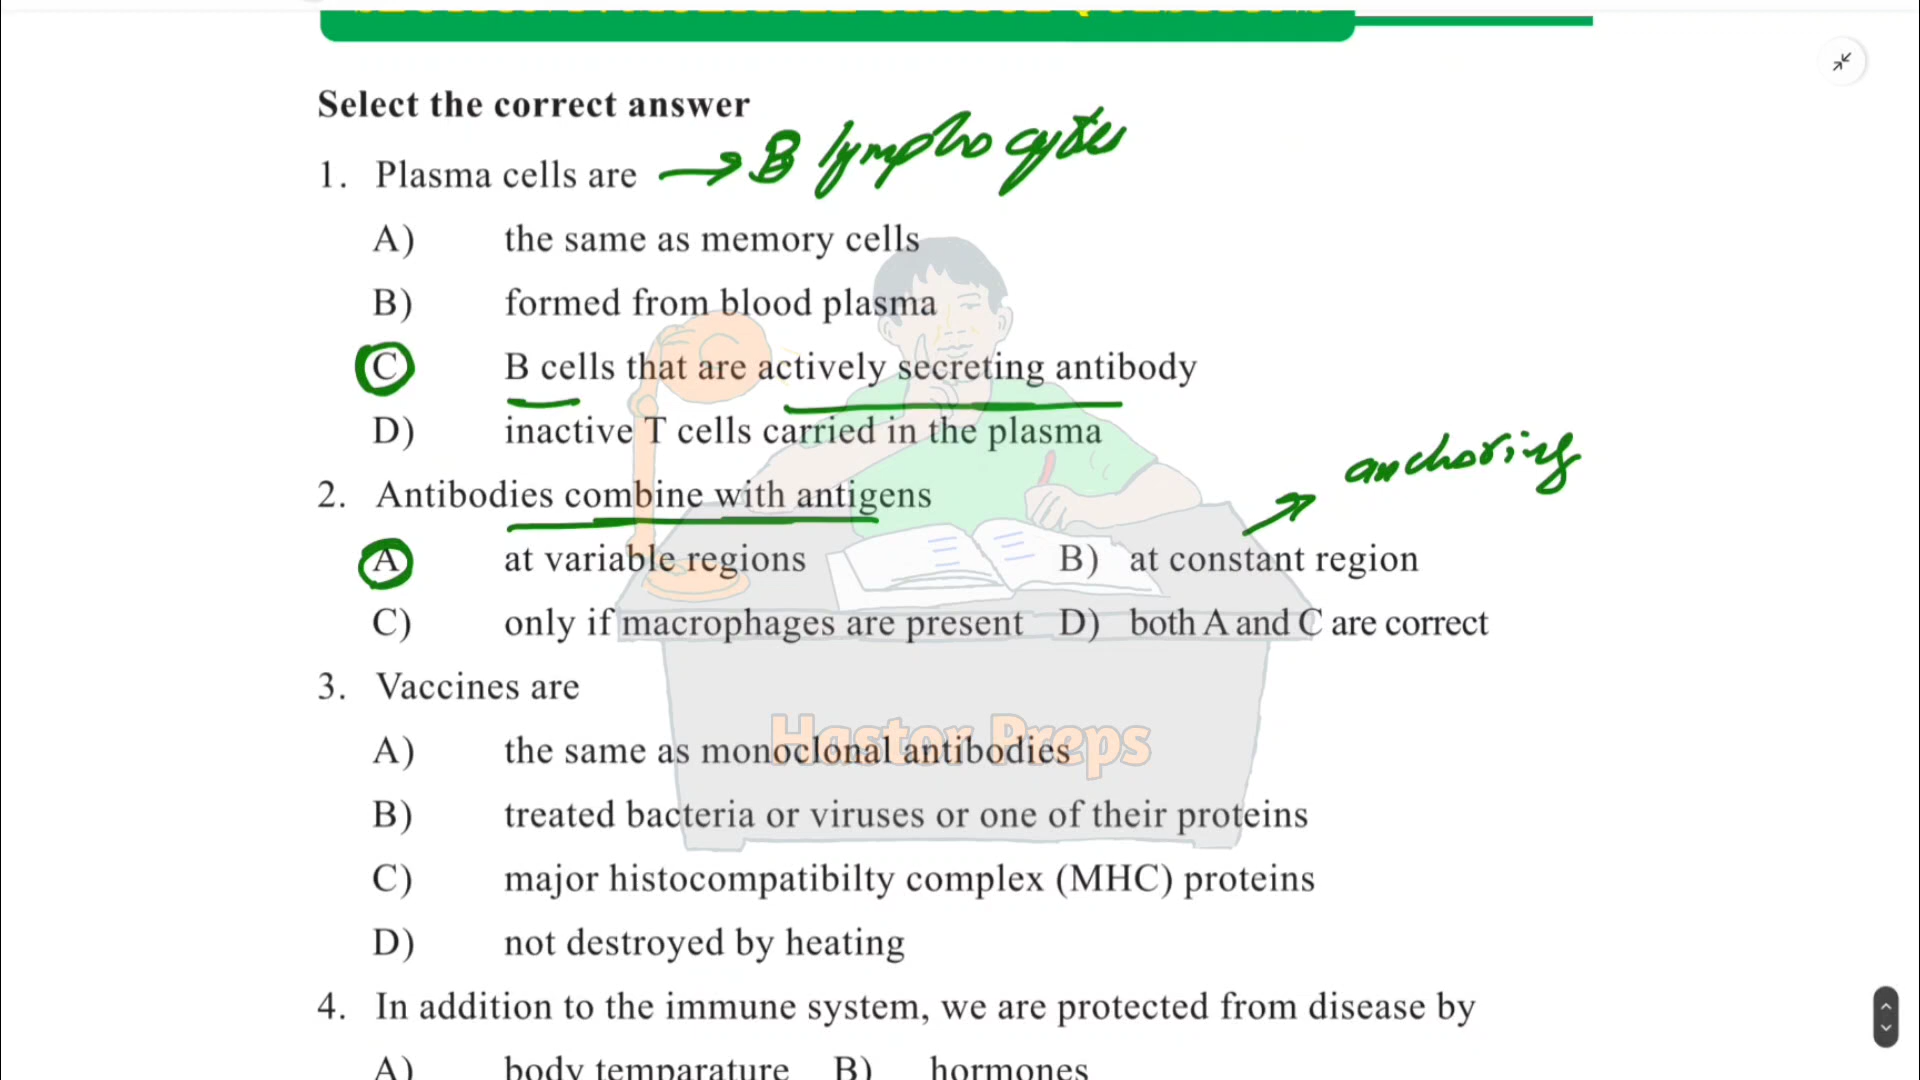 Select the correct answer
1. Plasma cells are → B lymphocytes
A) the same as memory cells
B) formed from blood plasma
C B cells that are actively secreting antibody
D) inactive T cells carried in the plasma
anchoring
2. Antibodies combine with antigens
A at variable regions B) at constant region
C) only if macrophages are present D) both A and C are correct
3. Vaccines are
Hastor Preps
A) the same as monoclonal antibodies
B) treated bacteria or viruses or one of their proteins
C) major histocompatibilty complex (MHC) proteins
D) not destroyed by heating
4. In addition to the immune system, we are protected from disease by
A) body temparature B) hormones